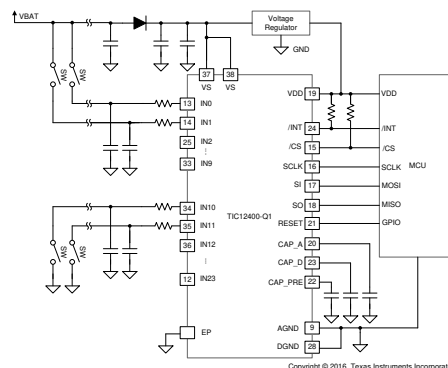 VBAT
Voltage
Regulator
GND
37
38
VS
VS
SW
SW
13
IN0
14
IN1
25
IN2
33
IN9
34
IN10
35
IN11
36
IN12
12
IN23
SW
SW
EP
TIC12400-Q1
VDD
19
VDD
/INT
24
/INT
/CS
15
/CS
SCLK
16
SCLK
MCU
SI
17
MOSI
SO
18
MISO
RESET
21
GPIO
CAP_A
20
CAP_D
23
CAP_PRE
22
AGND
9
DGND
28
Copyright © 2016, Texas Instruments Incorporat